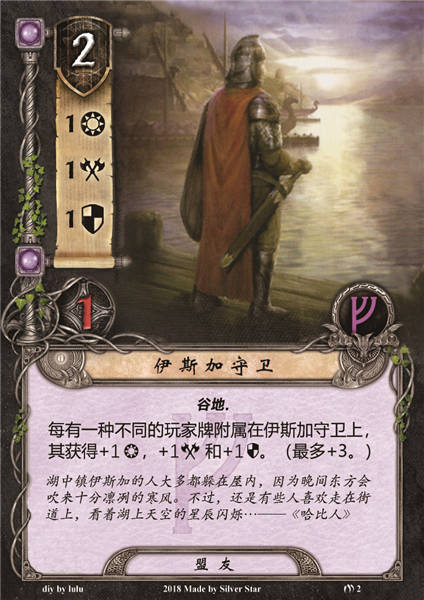 2
1
1
1
1
伊斯加守卫
谷地.
每有一种不同的玩家牌附属在伊斯加守卫上，
其获得+1，+1和+1。（最多+3。）
湖中镇伊斯加的人大多都躲在屋内，因为晚间东方会
吹来十分凛冽的寒风。不过，还是有些人喜欢走在街
道上，看着湖上天空的星辰闪烁…——《哈比人》
盟友
diy by lulu
2018 Made by Silver Star
2